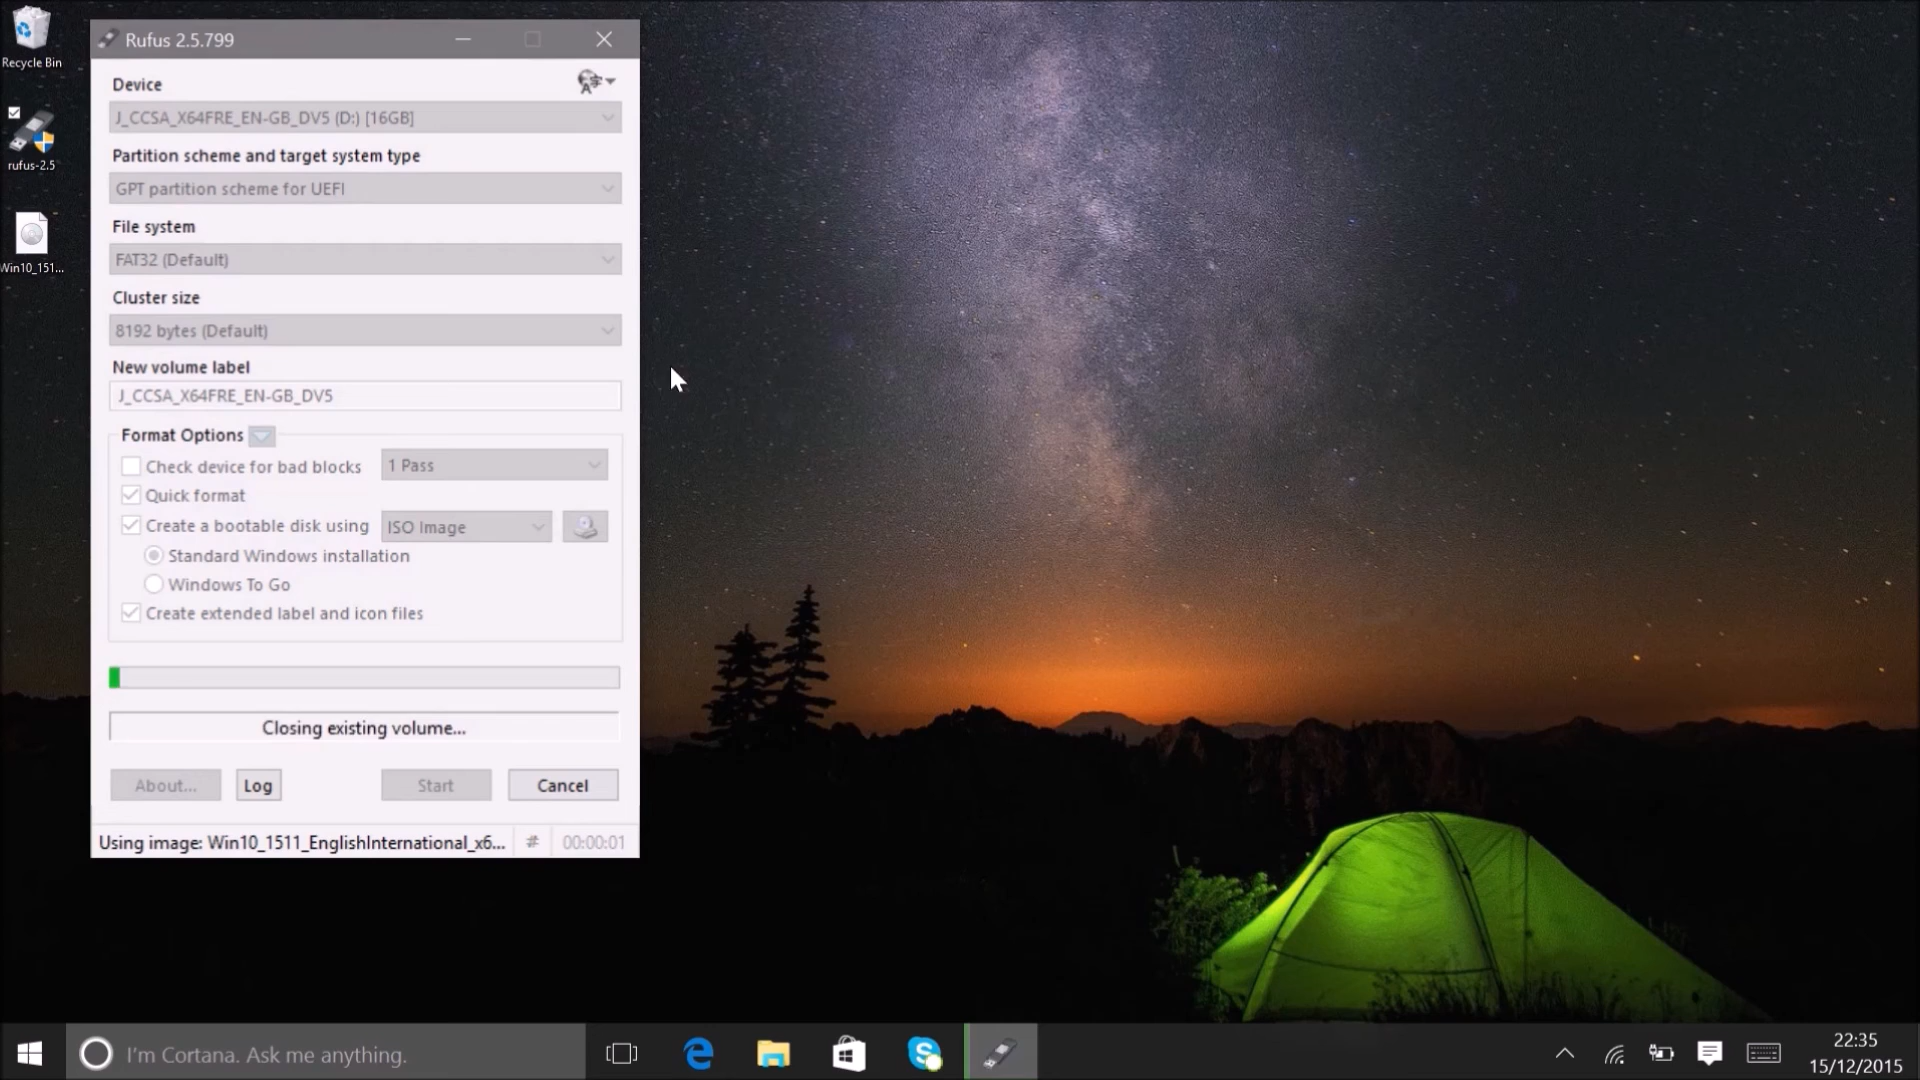 Recycle Bin
rufus-2.5
Win10_151...
Rufus 2.5.799
Device
J_CCSA_X64FRE_EN-GB_DV5 (D:) [16GB]
Partition scheme and target system type
GPT partition scheme for UEFI
File system
FAT32 (Default)
Cluster size
8192 bytes (Default)
New volume label
J_CCSA_X64FRE_EN-GB_DV5
Format Options
Check device for bad blocks 1 Pass
Quick format
Create a bootable disk using ISO Image
Standard Windows installation
Windows To Go
Create extended label and icon files
Closing existing volume...
About... Log Start Cancel
Using image: Win10_1511_EnglishInternational_x6... # 00:00:01
I'm Cortana. Ask me anything.
22:35
15/12/2015